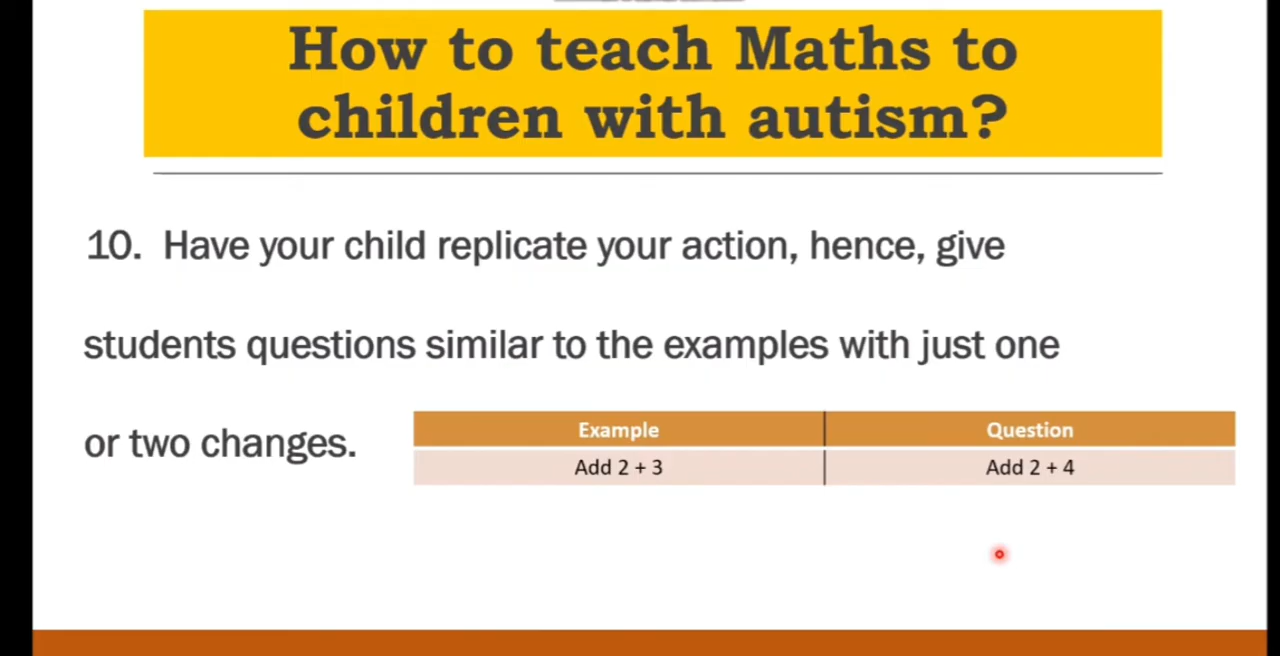 How to teach Maths to
children with autism?
10. Have your child replicate your action, hence, give
students questions similar to the examples with just one
or two changes.
Example Question
Add 2 + 3 Add 2 + 4